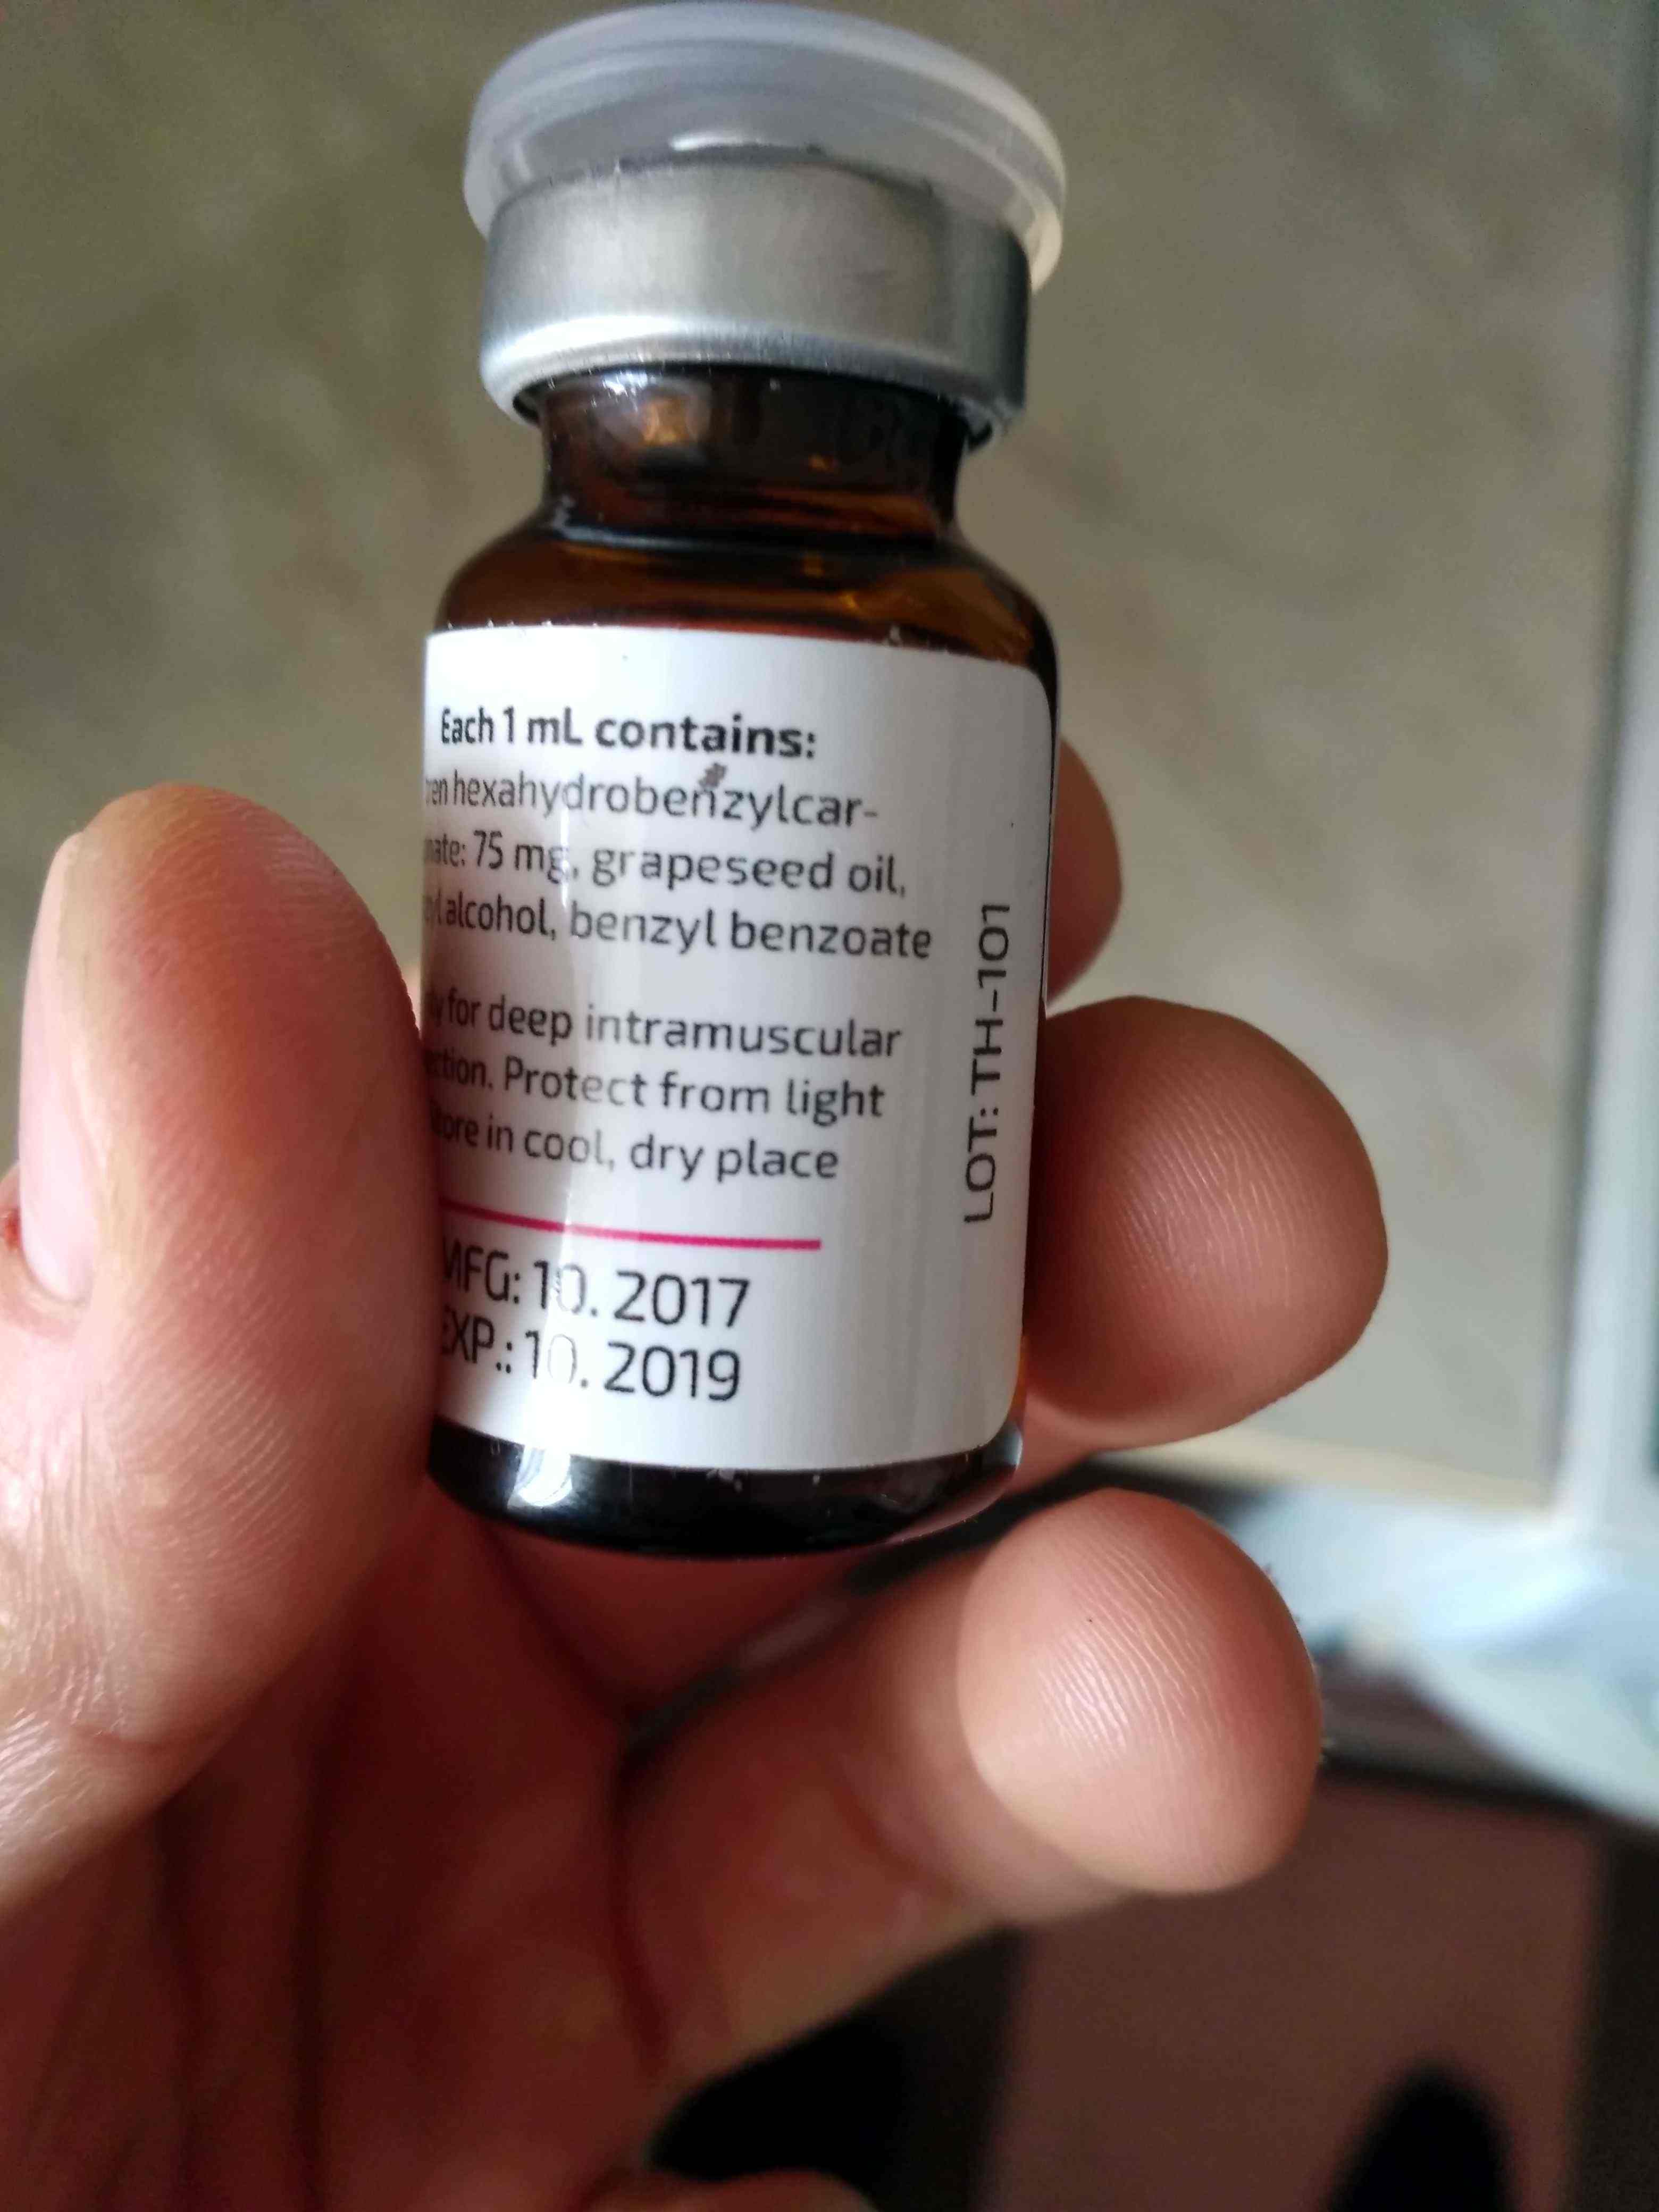 Each 1 mL contains:
hexahydrobenzylcar-
75 mg, grapeseed oil,
alcohol, benzyl benzoate
for deep intramuscular
Protect from light
in cool, dry place
MFG: 10. 2017
EXP.: 10. 2019
LOT: TH-101